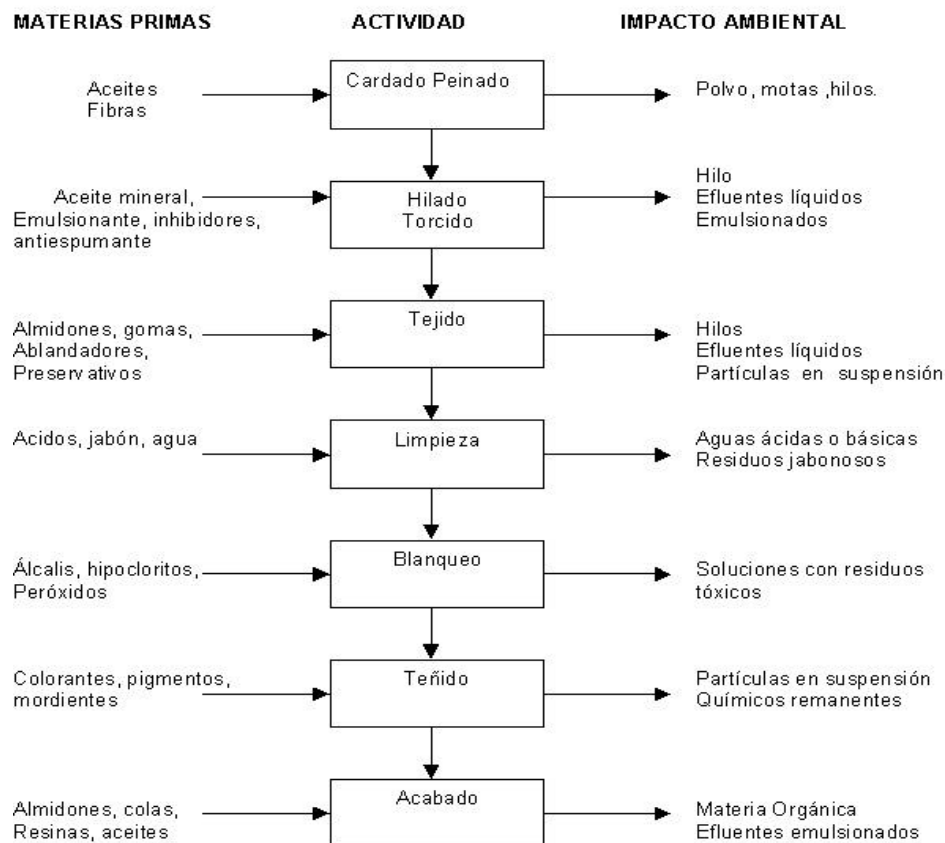 MATERIAS PRIMAS ACTIVIDAD IMPACTO AMBIENTAL
Aceites
Fibras
Cardado Peinado
Polvo, motas ,hilos.
Aceite mineral,
Emulsionante, inhibidores,
antiespumante
Hilado
Torcido
Hilo
Efluentes líquidos
Emulsionados
Almidones, gomas,
Ablandadores,
Preservativos
Tejido
Hilos
Efluentes líquidos
Partículas en suspensión
Acidos, jabón, agua
Limpieza
Aguas ácidas o básicas
Residuos jabonosos
Álcalis, hipocloritos,
Peróxidos
Blanqueo
Soluciones con residuos
tóxicos
Colorantes, pigmentos,
mordientes
Teñido
Partículas en suspensión
Químicos remanentes
Almidones, colas,
Resinas, aceites
Acabado
Materia Orgánica
Efluentes emulsionados